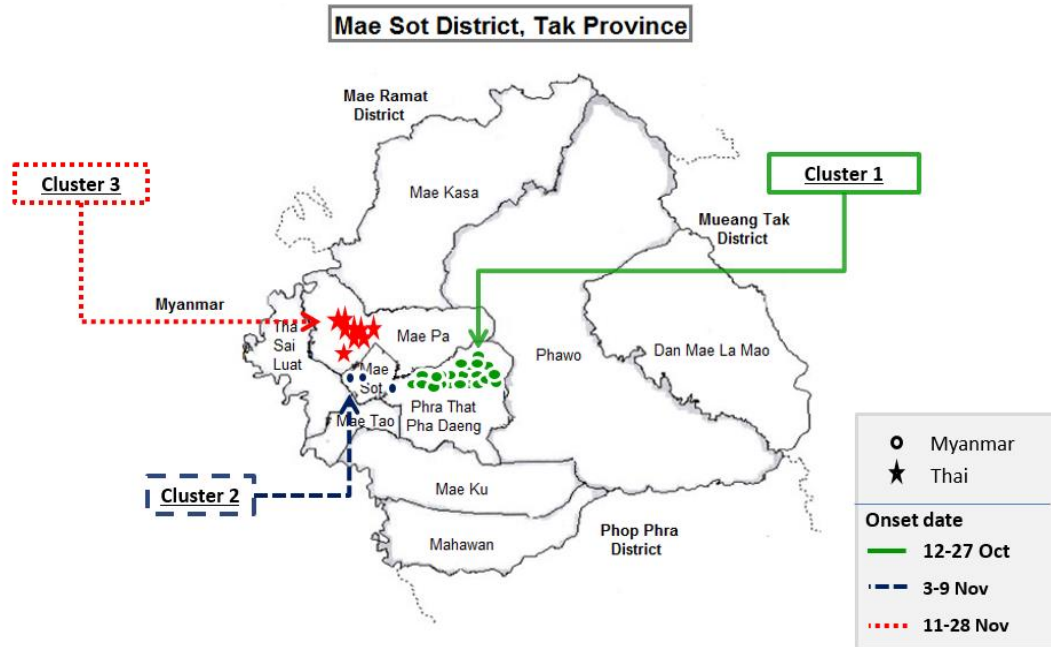 Mae Sot District, Tak Province
Mae Ramat
District
Cluster 3
Cluster 1
Mae Kasa
Mueang Tak
District
Myanmar
Tha
Sai
Luat
Mae Pa
Phawo
Dan Mae La Mao
Mae
Sot
Phra That
Pha Daeng
Mae Tao
Cluster 2
Mae Ku
Mahawan
Phop Phra
District
Myanmar
Thai
Onset date
12-27 Oct
3-9 Nov
11-28 Nov